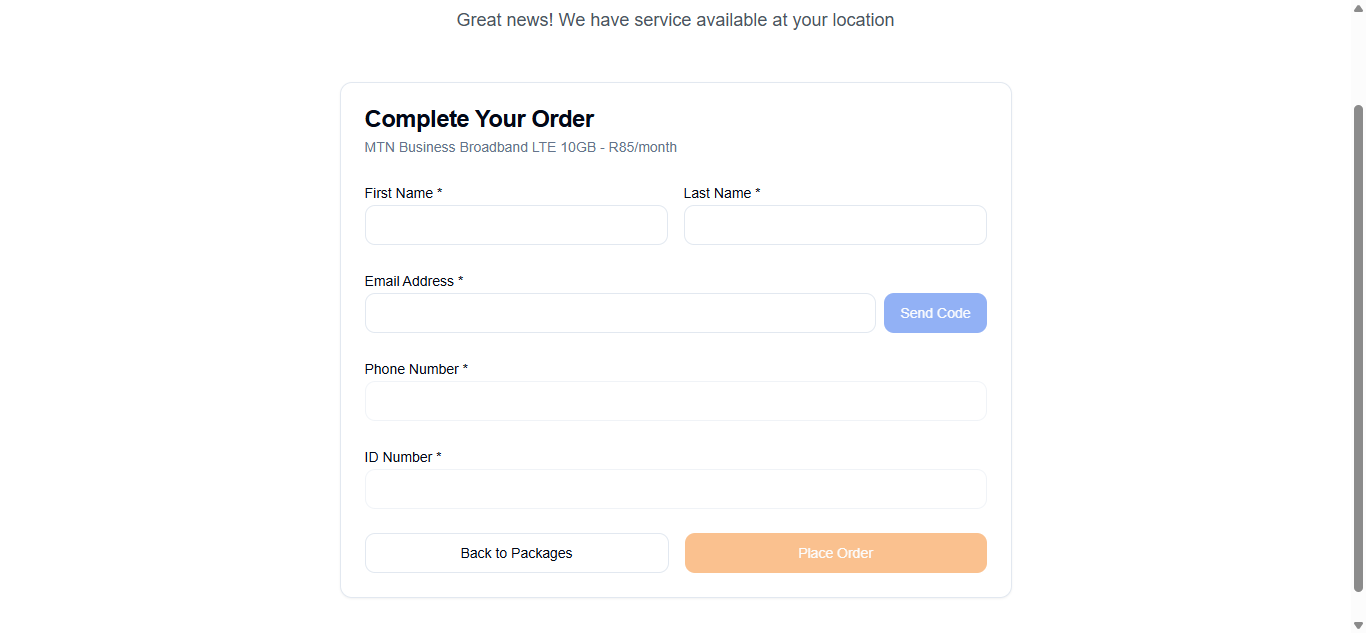 Great news! We have service available at your location
Complete Your Order
MTN Business Broadband LTE 10GB - R85/month
First Name *
Last Name *
Email Address *
Send Code
Phone Number *
ID Number *
Back to Packages
Place Order